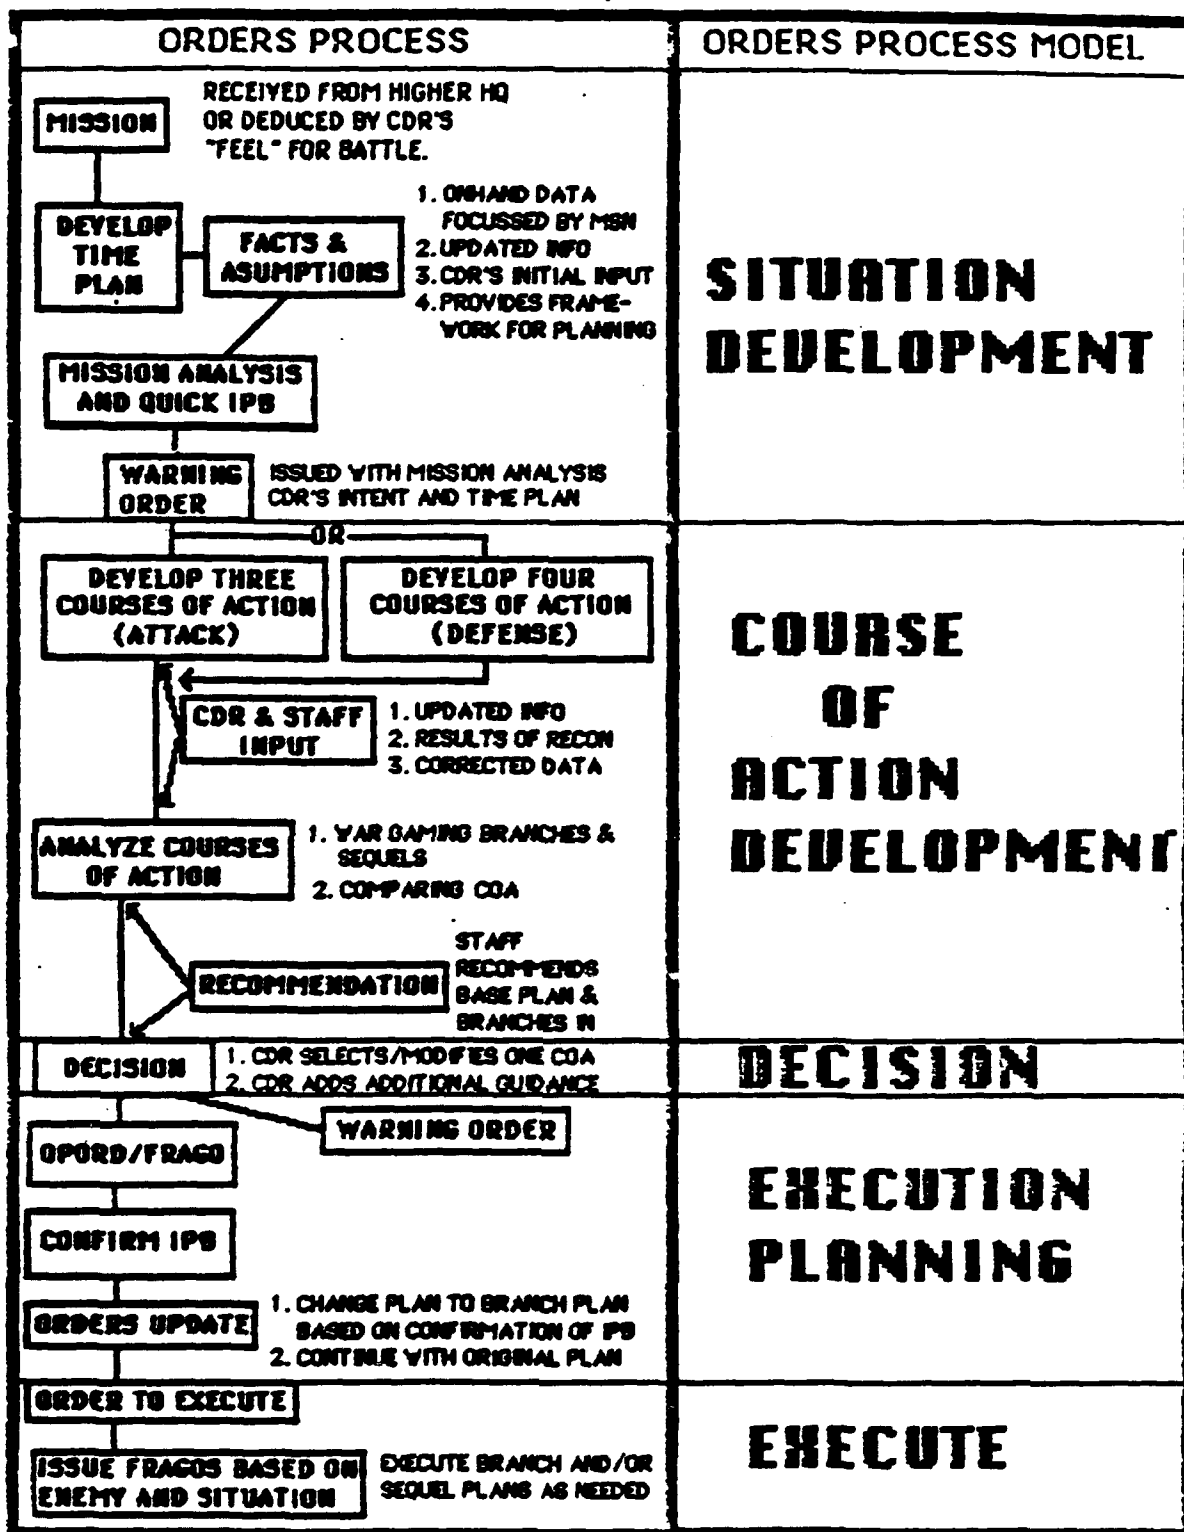 ORDERS PROCESS
ORDERS PROCESS MODEL
MISSION
RECEIVED FROM HIGHER HQ
OR DEDUCED BY CDR'S
"FEEL" FOR BATTLE.
DEVELOP
TIME
PLAN
FACTS &
ASUMPTIONS
1. ONHAND DATA
FOCUSSED BY MSN
2. UPDATED INFO
3. CDR'S INITIAL INPUT
4. PROVIDES FRAME-
WORK FOR PLANNING
MISSION ANALYSIS
AND QUICK IPB
WARNING
ORDER
ISSUED WITH MISSION ANALYSIS
CDR'S INTENT AND TIME PLAN
SITUATION
DEVELOPMENT
OR
DEVELOP THREE
COURSES OF ACTION
(ATTACK)
DEVELOP FOUR
COURSES OF ACTION
(DEFENSE)
CDR & STAFF
INPUT
1. UPDATED INFO
2. RESULTS OF RECON
3. CORRECTED DATA
ANALYZE COURSES
OF ACTION
1. WAR GAMING BRANCHES &
SEQUELS
2. COMPARING COA
RECOMMENDATION
STAFF
RECOMMENDS
BASE PLAN &
BRANCHES IN
COURSE
OF
ACTION
DEVELOPMENT
DECISION
1. CDR SELECTS/MODIFIES ONE COA
2. CDR ADDS ADDITIONAL GUIDANCE
DECISION
WARNING ORDER
OPORD/FRAGO
CONFIRM IPB
ORDERS UPDATE
1. CHANGE PLAN TO BRANCH PLAN
BASED ON CONFIRMATION OF IPB
2. CONTINUE WITH ORIGINAL PLAN
EXECUTION
PLANNING
ORDER TO EXECUTE
ISSUE FRAGOS BASED ON
ENEMY AND SITUATION
EXECUTE BRANCH AND/OR
SEQUEL PLANS AS NEEDED
EXECUTE